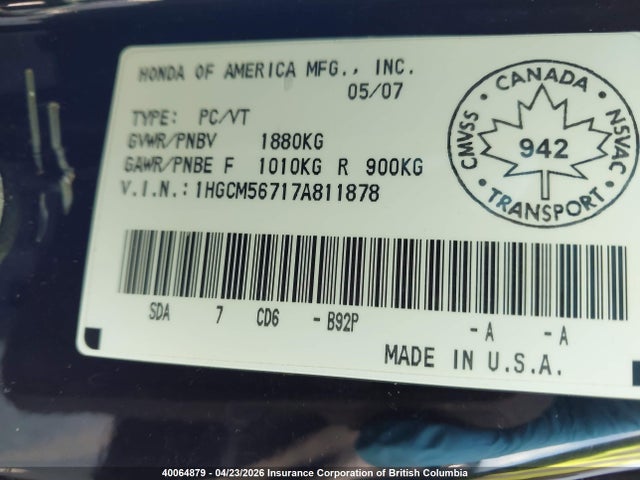 HONDA OF AMERICA MFG., INC.
05/07
TYPE: PC/VT
GVWR/PNBV 1880KG
GAWR/PNBE F 1010KG R 900KG
V.I.N.: 1HGCM56717A811878
CANADA
CMVSS
NSVAC
942
TRANSPORT
SDA 7 CD6 - B92P - A - A
MADE IN U.S.A.
40064879 - 04/23/2026 Insurance Corporation of British Columbia